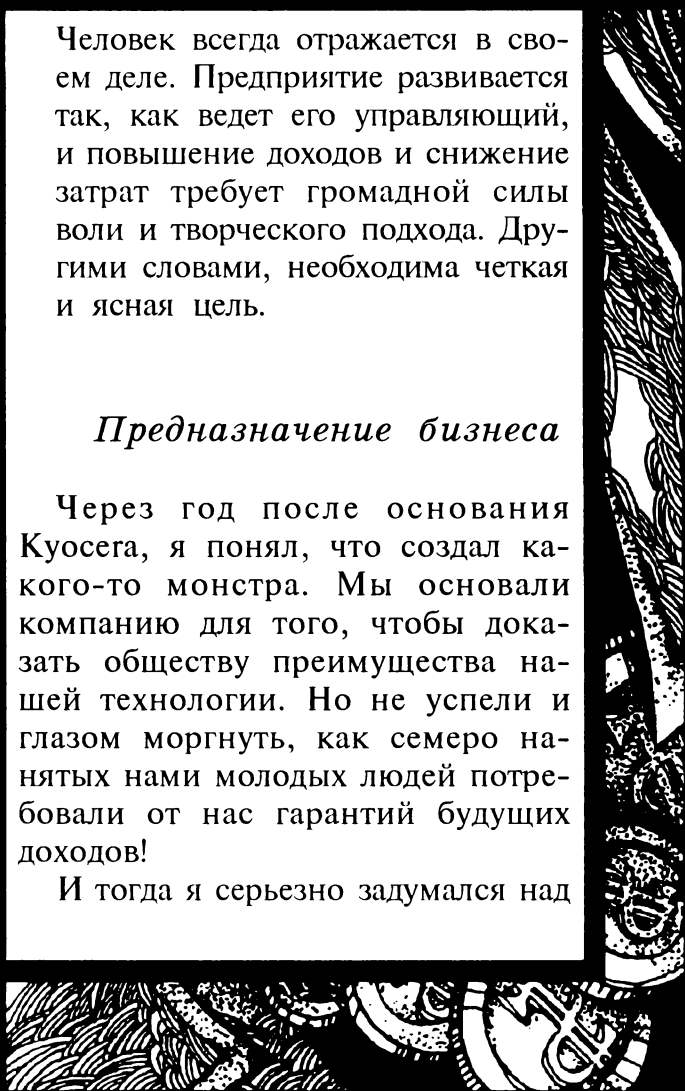 Человек всегда отражается в сво-
ем деле. Предприятие развивается
так, как ведет его управляющий,
и повышение доходов и снижение
затрат требует громадной силы
воли и творческого подхода. Дру-
гими словами, необходима четкая
и ясная цель.
Предназначение бизнеса
Через год после основания
Kyocera, я понял, что создал ка-
кого-то монстра. Мы основали
компанию для того, чтобы дока-
зать обществу преимущества на-
шей технологии. Но не успели и
глазом моргнуть, как семеро на-
нятых нами молодых людей потре-
бовали от нас гарантий будущих
доходов!
И тогда я серьезно задумался над